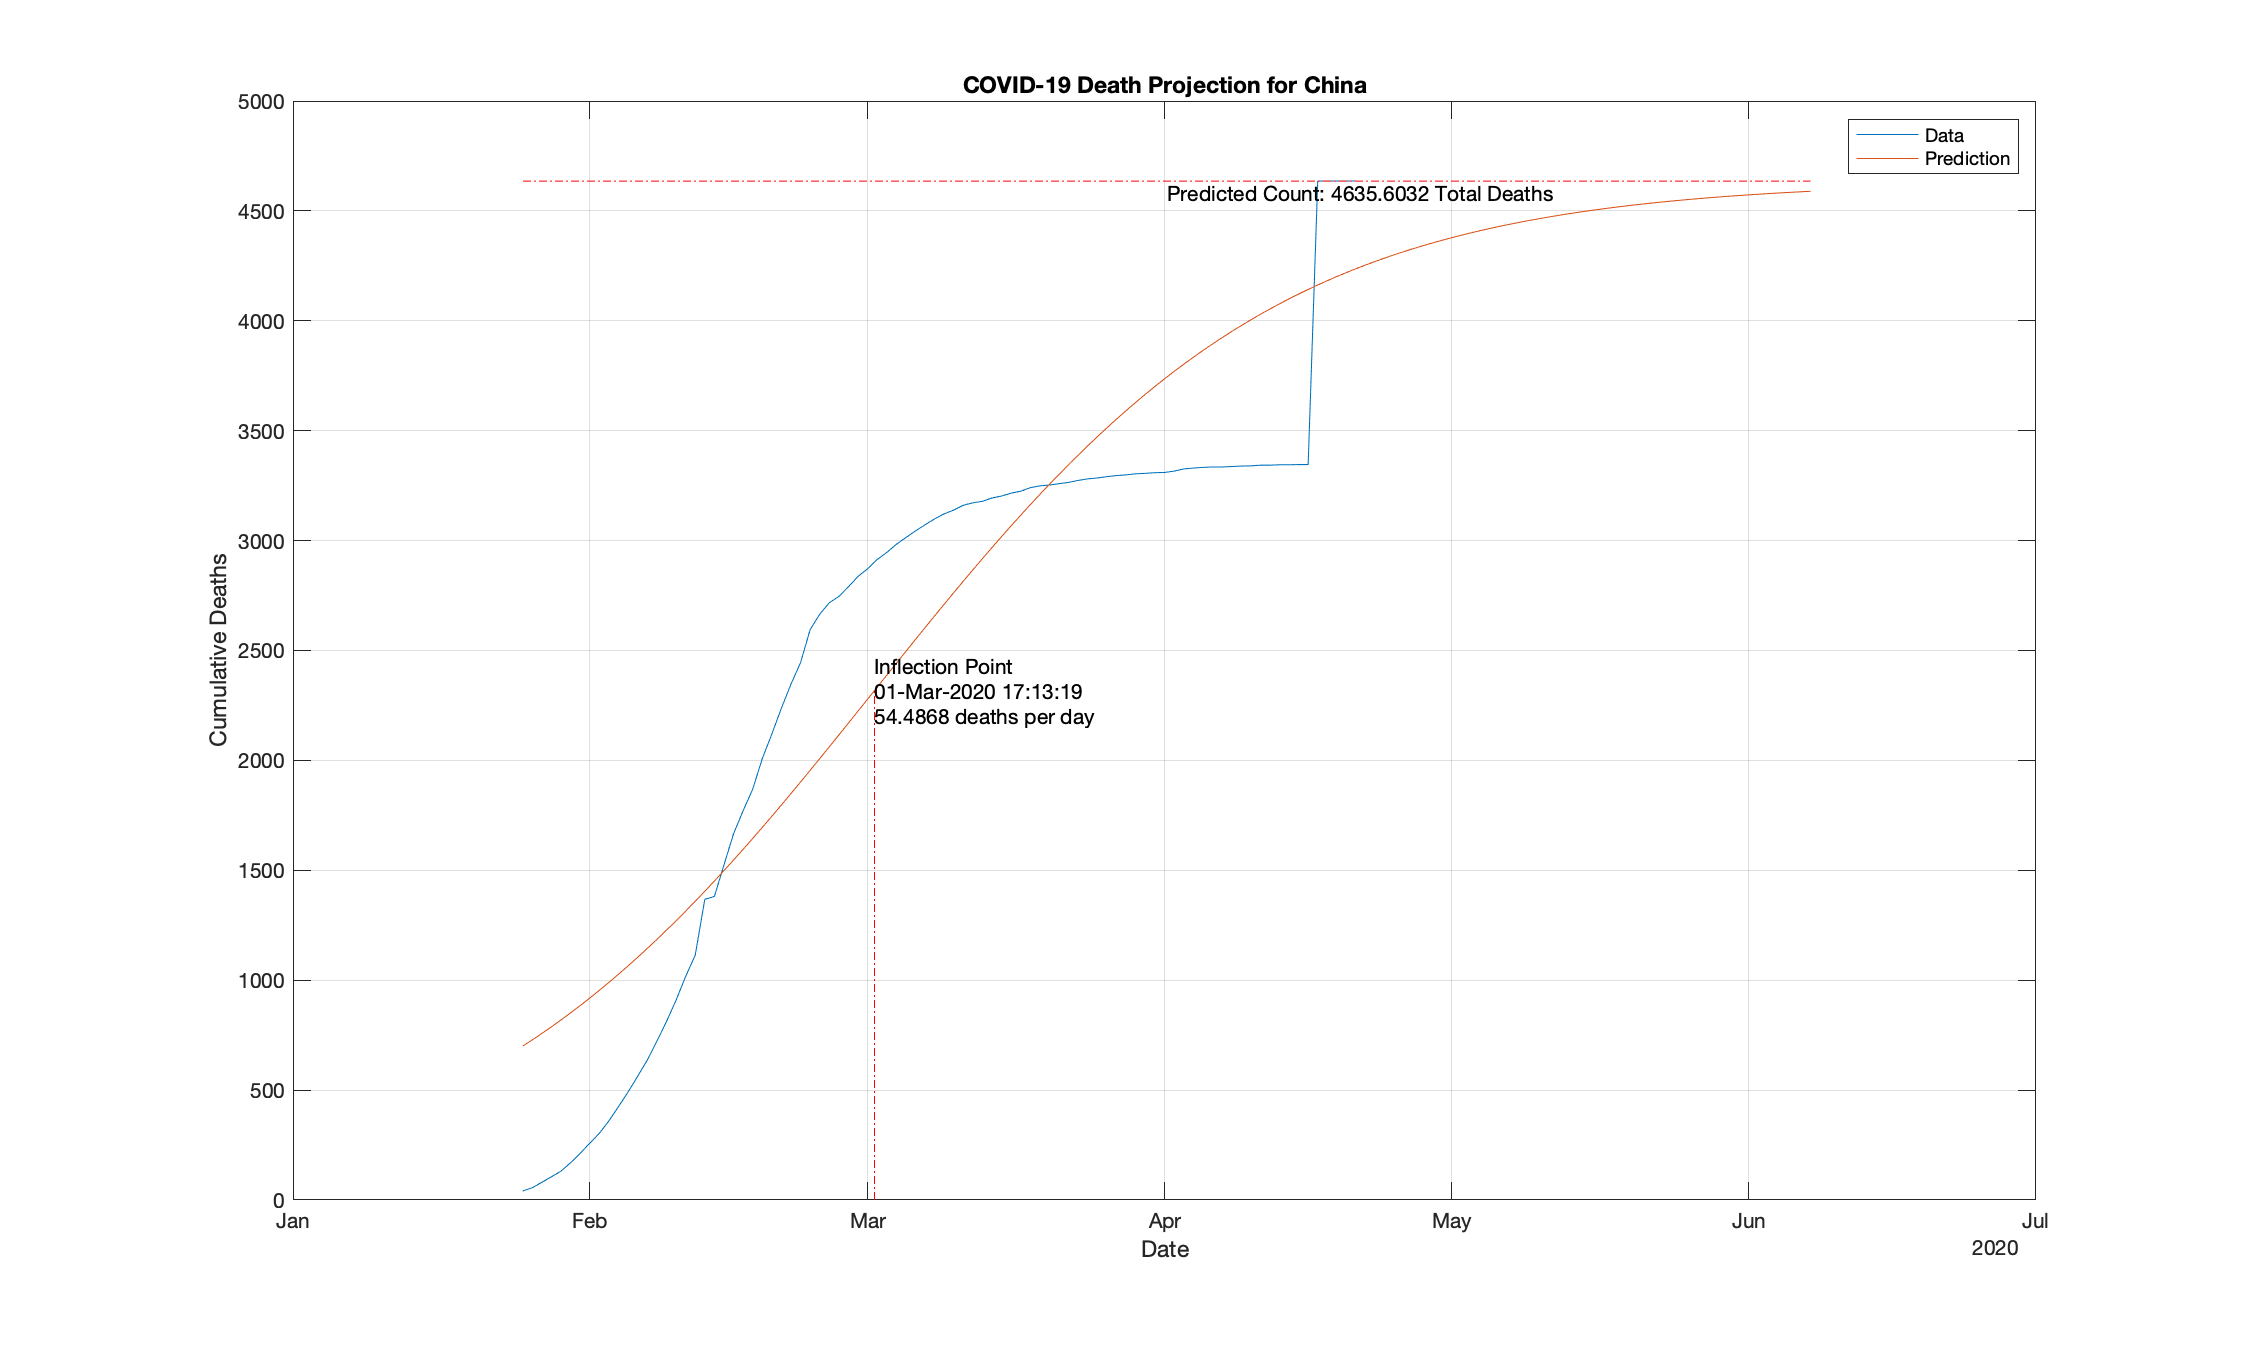 COVID-19 Death Projection for China
5000
4500
4000
3500
3000
2500
2000
1500
1000
500
0
Cumulative Deaths
Data
Prediction
Predicted Count: 4635.6032 Total Deaths
Inflection Point
01-Mar-2020 17:13:19
54.4868 deaths per day
Jan Feb Mar Apr May Jun Jul
Date
2020